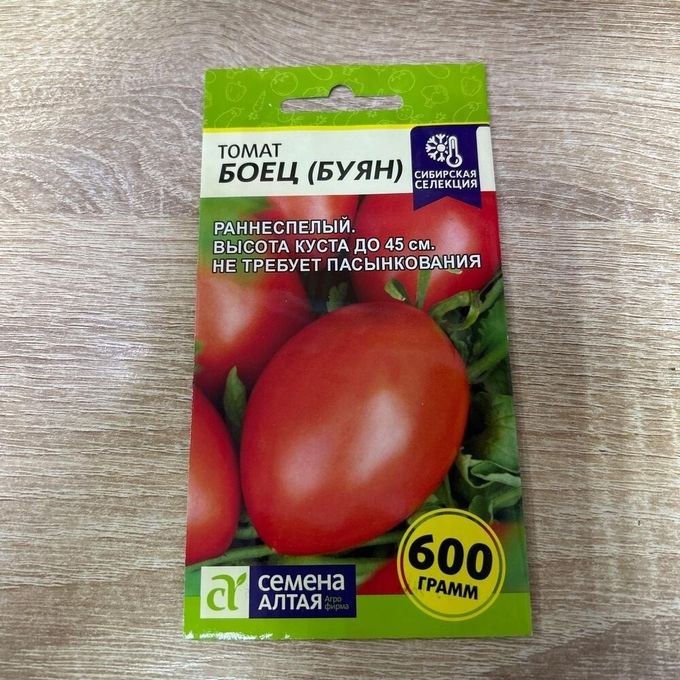 ТОМАТ
БОЕЦ (БУЯН)
СИБИРСКАЯ
СЕЛЕКЦИЯ
РАННЕСПЕЛЫЙ.
ВЫСОТА КУСТА ДО 45 см.
НЕ ТРЕБУЕТ ПАСЫНКОВАНИЯ
600
ГРАММ
семена
АЛТАЯ
Агро
фирма